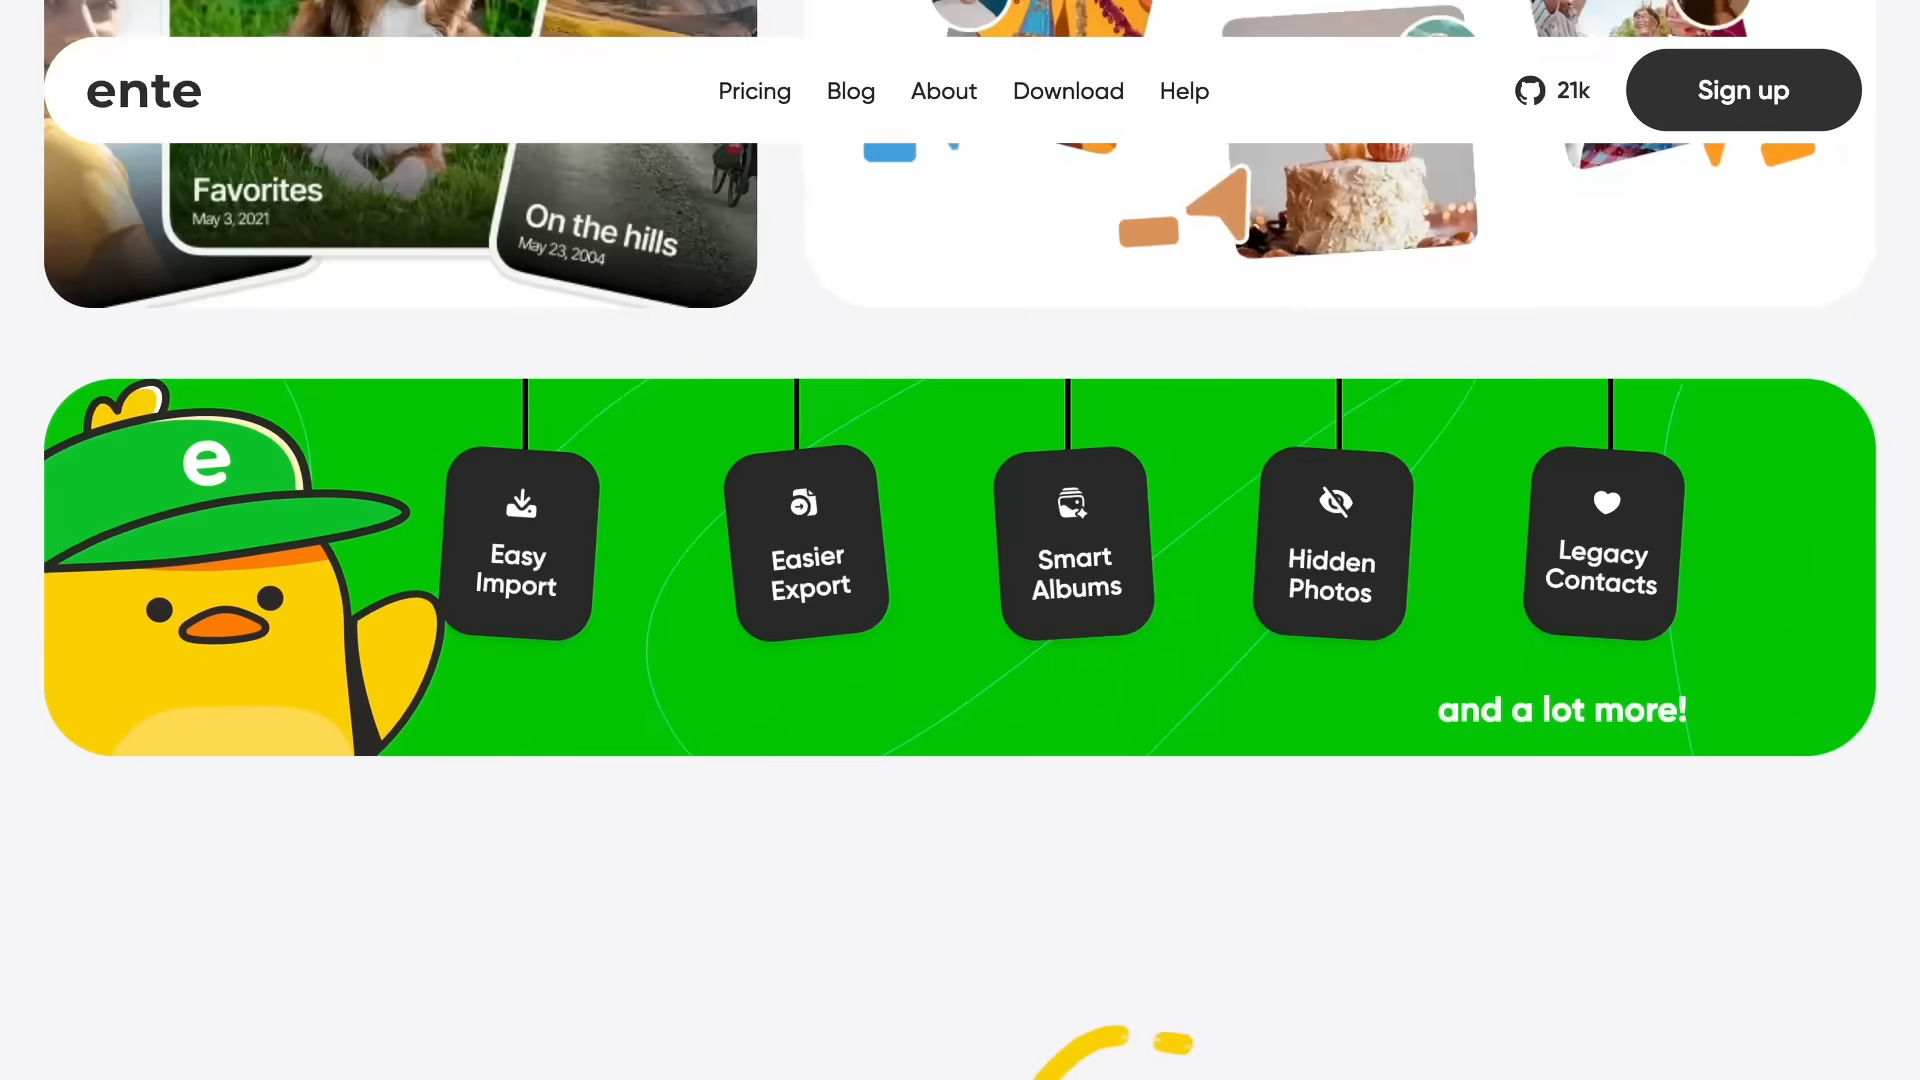 ente
Pricing
Blog
About
Download
Help
21k
Sign up
Favorites
May 3, 2021
On the hills
May 23, 2004
e
Easy
Import
Easier
Export
Smart
Albums
Hidden
Photos
Legacy
Contacts
and a lot more!